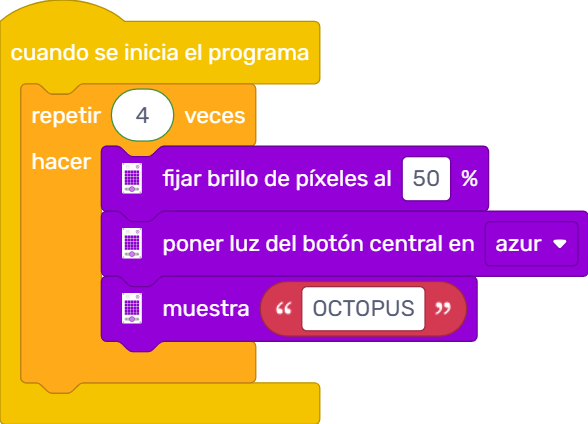 cuando se inicia el programa
repetir 4 veces
hacer
fijar brillo de píxeles al 50 %
poner luz del botón central en azur
muestra “ OCTOPUS ”